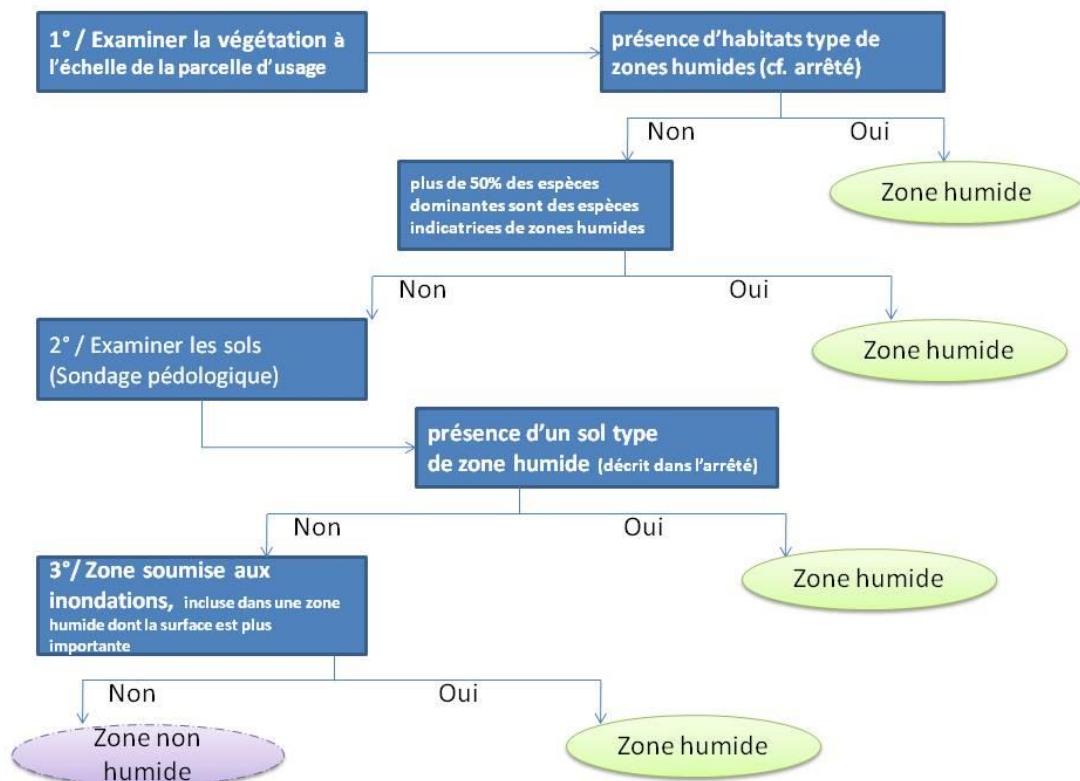 1° / Examiner la végétation à
l'échelle de la parcelle d'usage
présence d'habitats type de
zones humides (cf. arrêté)
Non
Oui
Zone humide
plus de 50% des espèces
dominantes sont des espèces
indicatrices de zones humides
Non
Oui
Zone humide
2° / Examiner les sols
(Sondage pédologique)
présence d'un sol type
de zone humide (décrit dans l'arrêté)
Non
Oui
Zone humide
3°/ Zone soumise aux
inondations, incluse dans une zone
humide dont la surface est plus
importante
Non
Oui
Zone non
humide
Zone humide